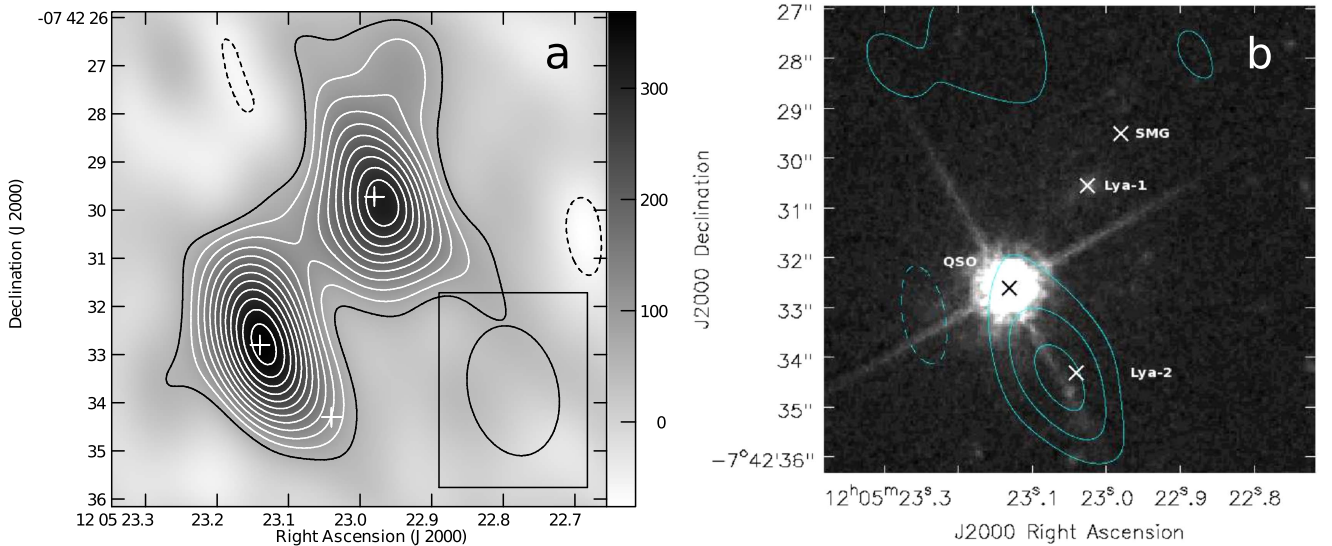 -07 42 26
27
28
29
30
31
32
33
34
35
36
Declination (J 2000)
a
300
200
100
0
12 05 23.3 23.2 23.1 23.0 22.9 22.8 22.7
Right Ascension (J 2000)
27"
28"
29"
30"
31"
32"
33"
34"
35"
−7°42'36"
J2000 Declination
b
SMG
Lya-1
QSO
Lya-2
12ʰ05ᵐ23ˢ.3 23ˢ.1 23ˢ.0 22ˢ.9 22ˢ.8
J2000 Right Ascension